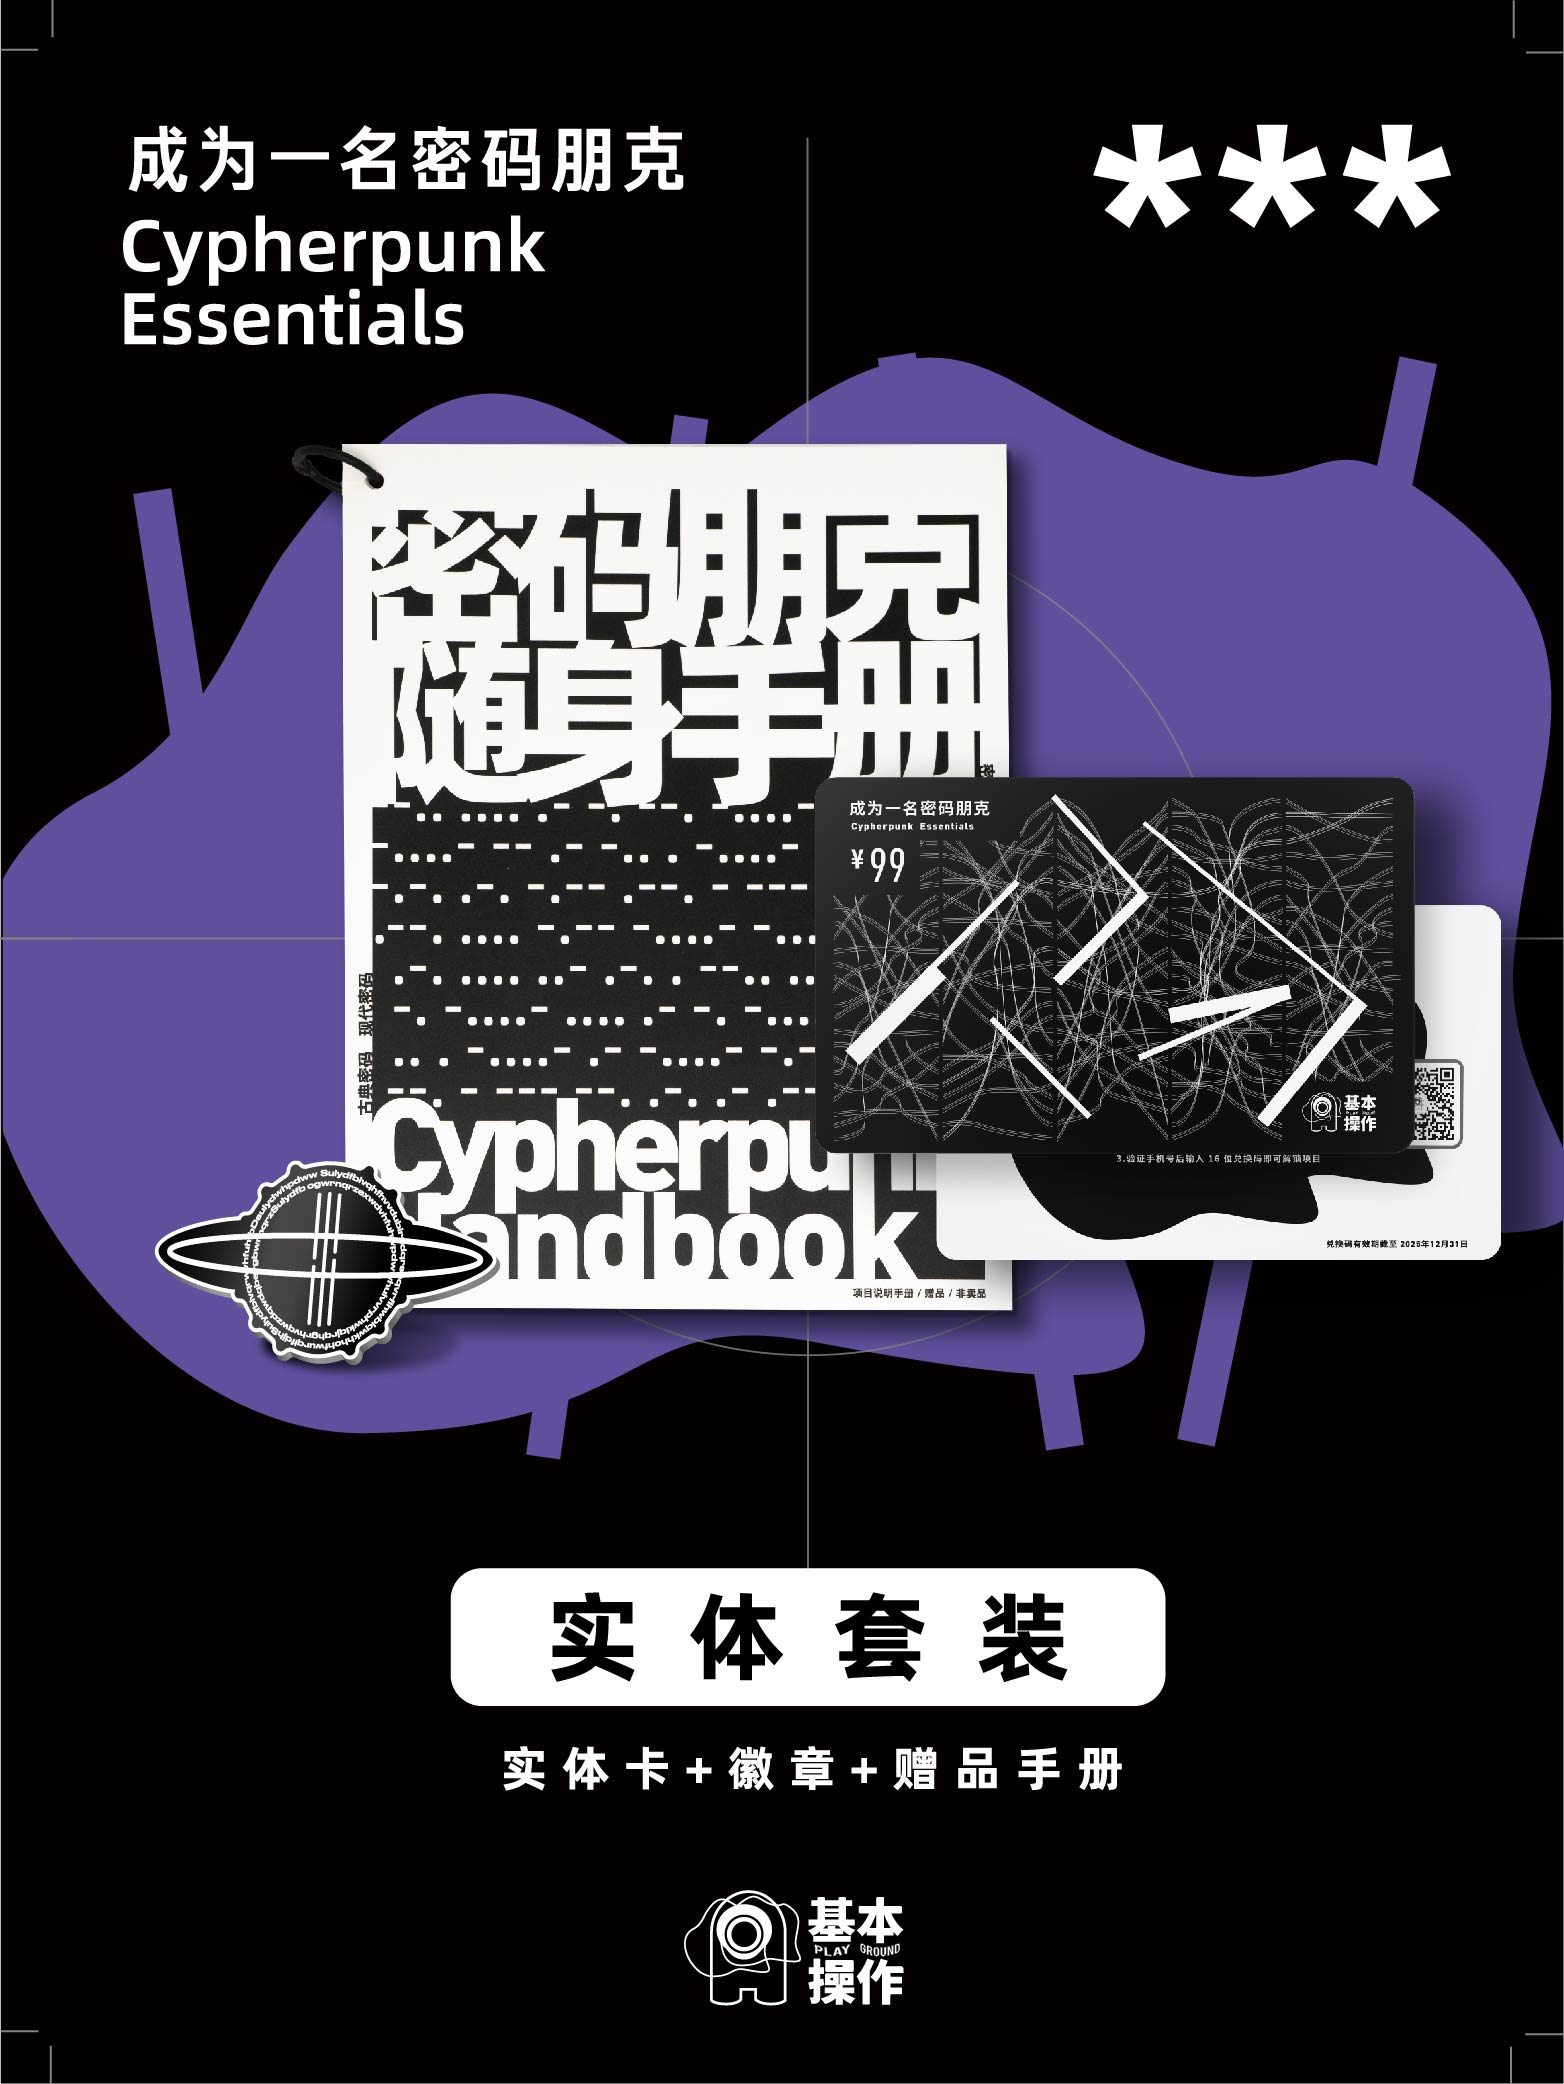 成为一名密码朋克
***
Cypherpunk
Essentials
密码朋克
随身手册
成为一名密码朋克
Cypherpunk Essentials
¥99
古典密码 现代密码
基本
操作
3.验证手机号后输入 16 位兑换码即可解锁项目
兑换码有效期截至 2025年12月31日
项目说明手册 / 赠品 / 非卖品
实体套装
实体卡+徽章+赠品手册
基本
PLAY GROUND
操作